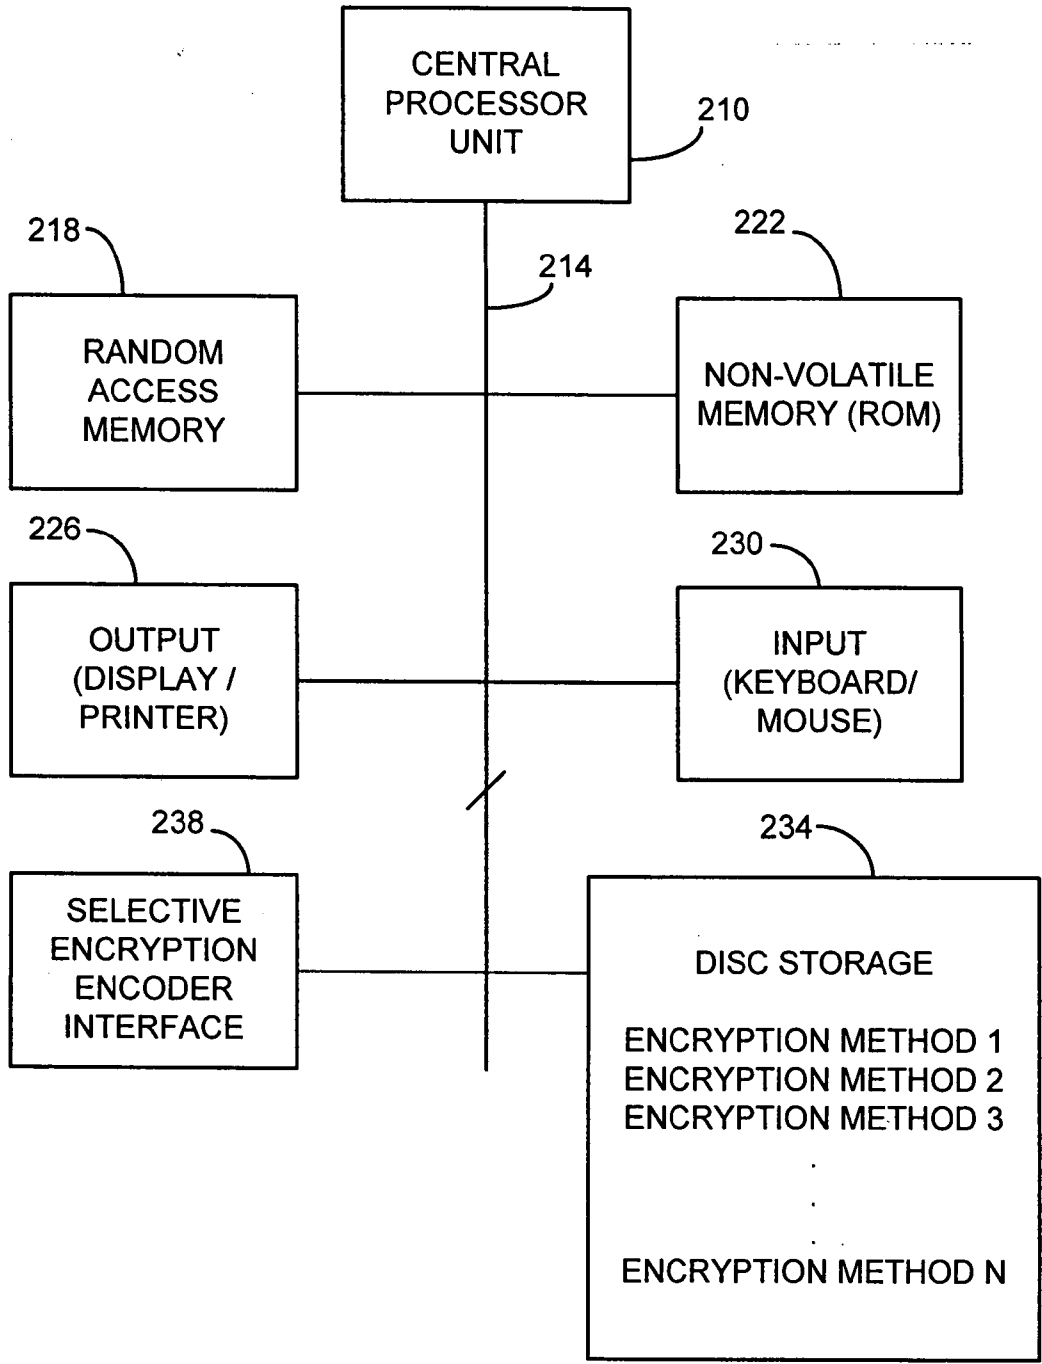 CENTRAL
PROCESSOR
UNIT
210
218
222
214
RANDOM
ACCESS
MEMORY
NON-VOLATILE
MEMORY (ROM)
226
230
OUTPUT
(DISPLAY /
PRINTER)
INPUT
(KEYBOARD/
MOUSE)
238
234
SELECTIVE
ENCRYPTION
ENCODER
INTERFACE
DISC STORAGE
ENCRYPTION METHOD 1
ENCRYPTION METHOD 2
ENCRYPTION METHOD 3
.
.
.
ENCRYPTION METHOD N